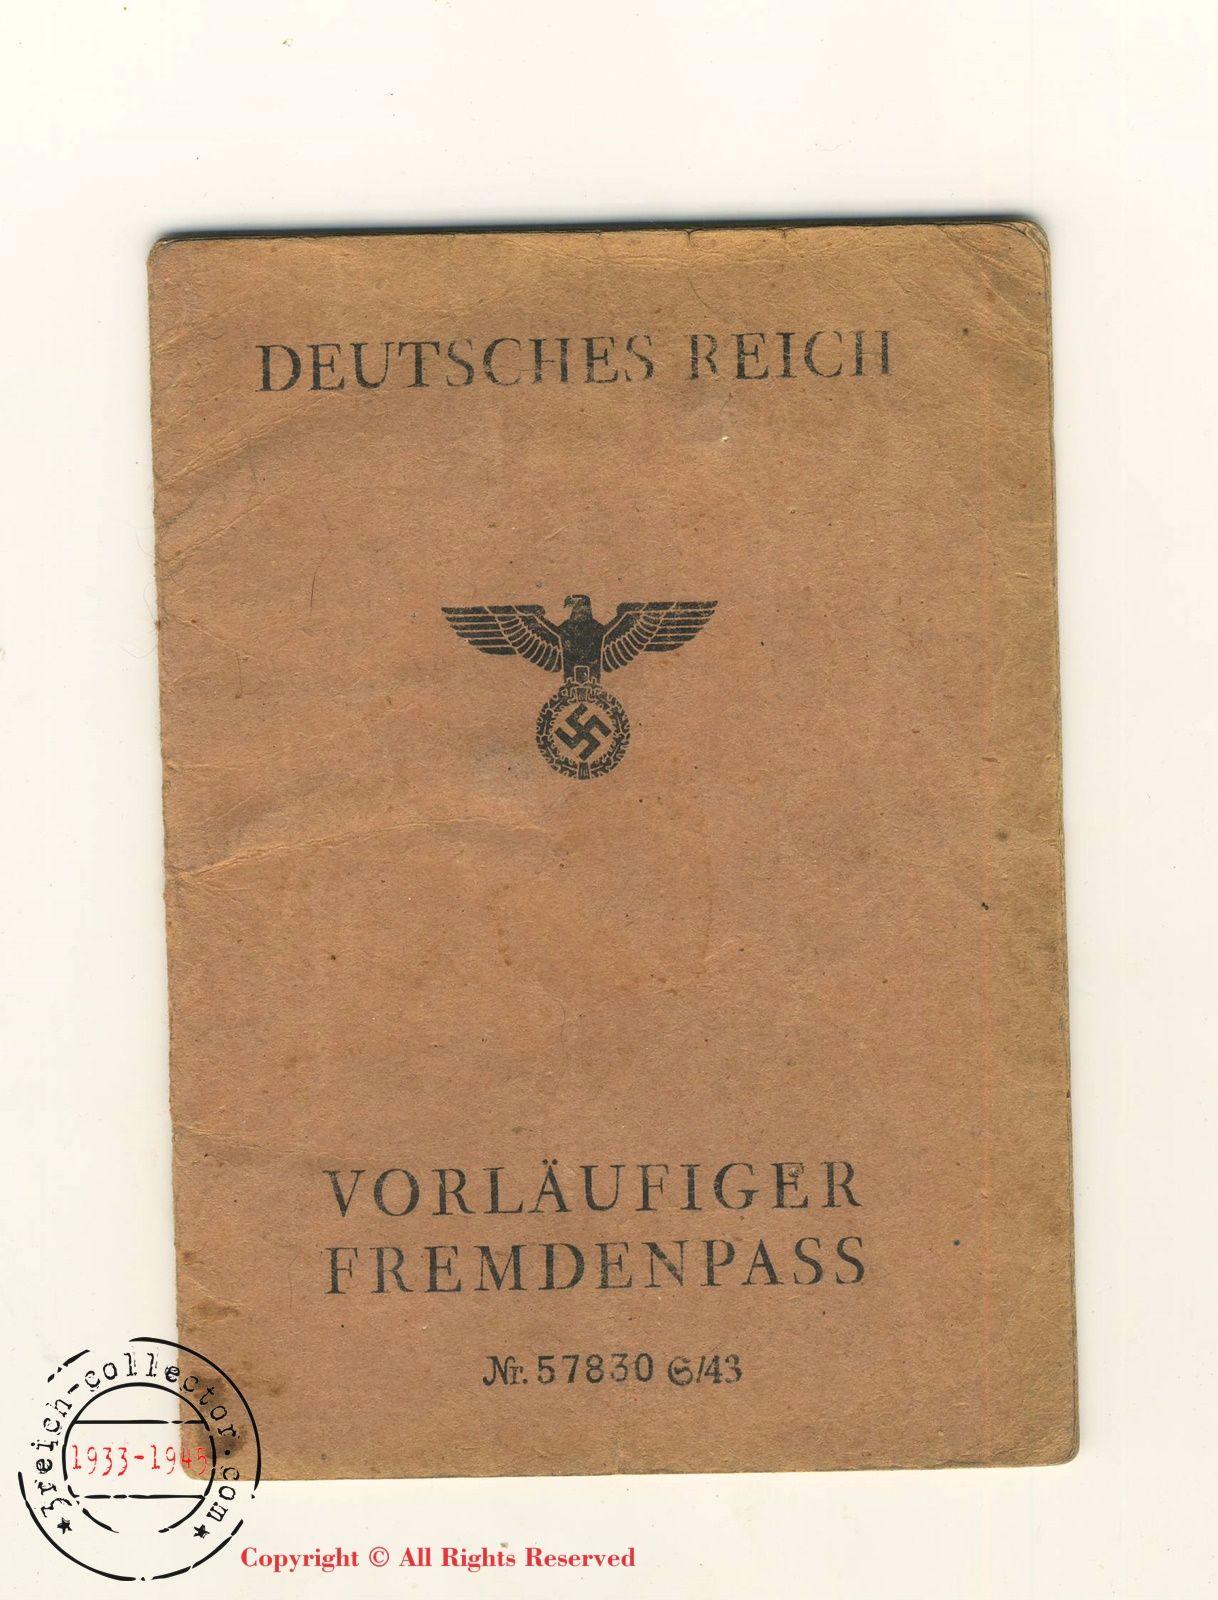 DEUTSCHES REICH
VORLÄUFIGER
FREMDENPASS
Nr. 57830 S/43
3reich-collector.com
1933-1945
Copyright © All Rights Reserved